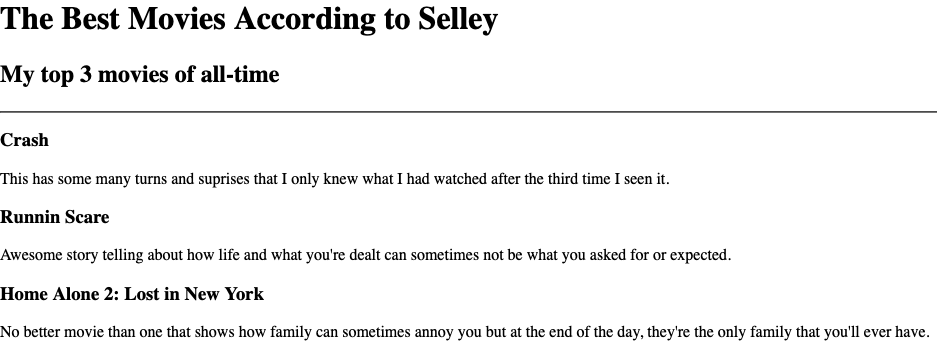 The Best Movies According to Selley
My top 3 movies of all-time
Crash
This has some many turns and suprises that I only knew what I had watched after the third time I seen it.
Runnin Scare
Awesome story telling about how life and what you're dealt can sometimes not be what you asked for or expected.
Home Alone 2: Lost in New York
No better movie than one that shows how family can sometimes annoy you but at the end of the day, they're the only family that you'll ever have.